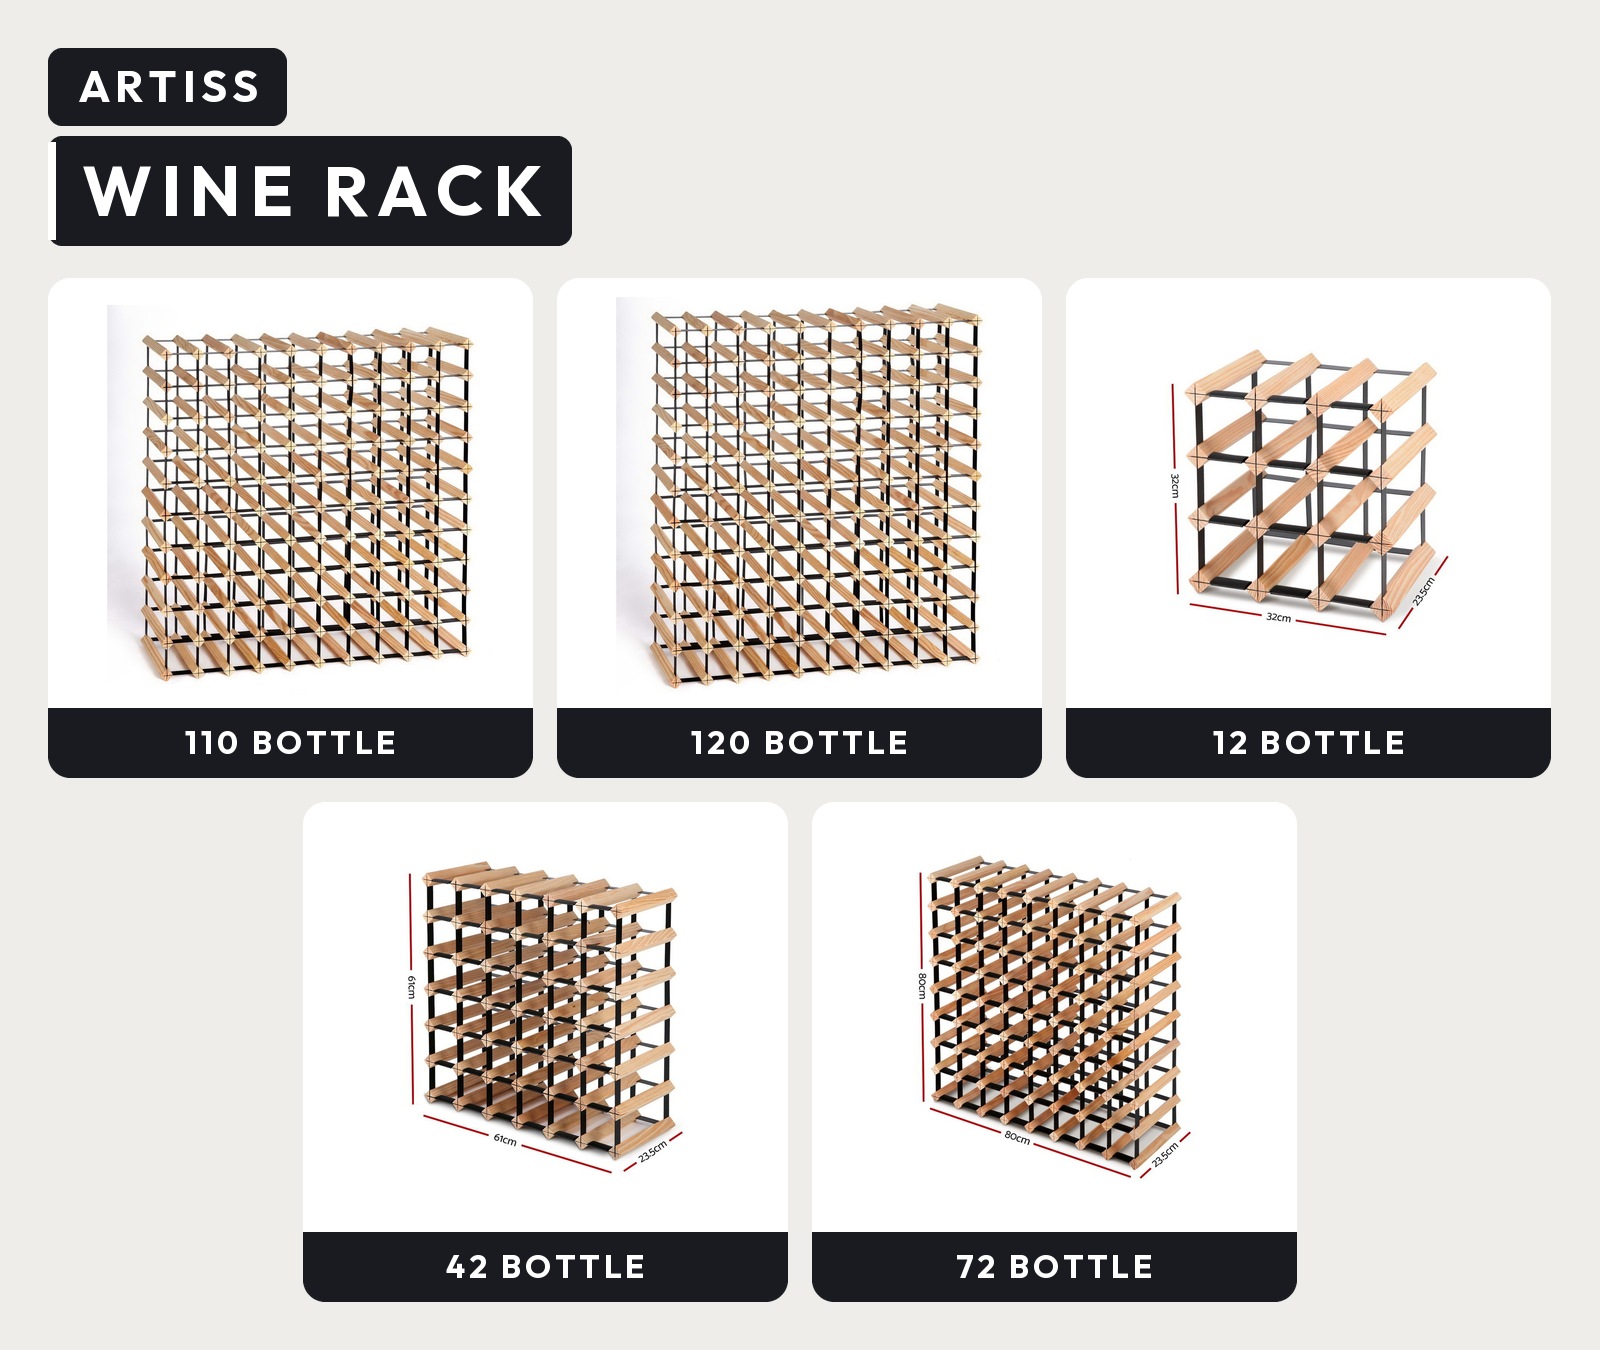 ARTISS
WINE RACK
110 BOTTLE
120 BOTTLE
32cm
32cm
23.5cm
12 BOTTLE
61cm
61cm
23.5cm
42 BOTTLE
80cm
80cm
23.5cm
72 BOTTLE